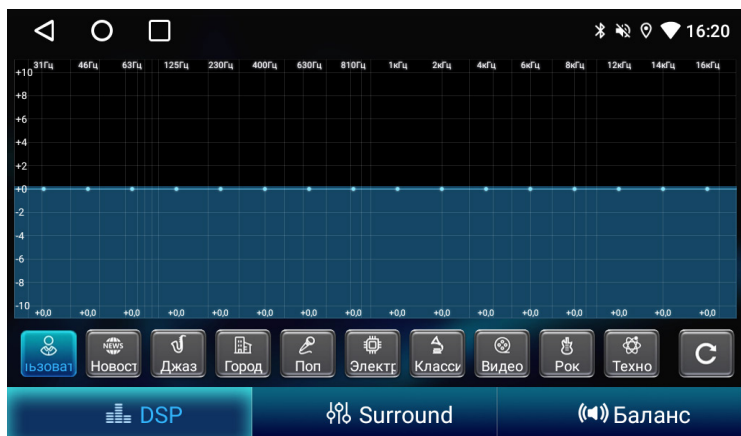 16:20
31Гц 46Гц 63Гц 125Гц 230Гц 400Гц 630Гц 810Гц 1кГц 2кГц 4кГц 6кГц 8кГц 12кГц 14кГц 16кГц
+10
+8
+6
+4
+2
+0
-2
-4
-6
-8
-10
+0,0 +0,0 +0,0 +0,0 +0,0 +0,0 +0,0 +0,0 +0,0 +0,0 +0,0 +0,0 +0,0 +0,0 +0,0 +0,0
NEWS
ьзоват Новост Джаз Город Поп Электр Класси Видео Рок Техно C
DSP Surround Баланс